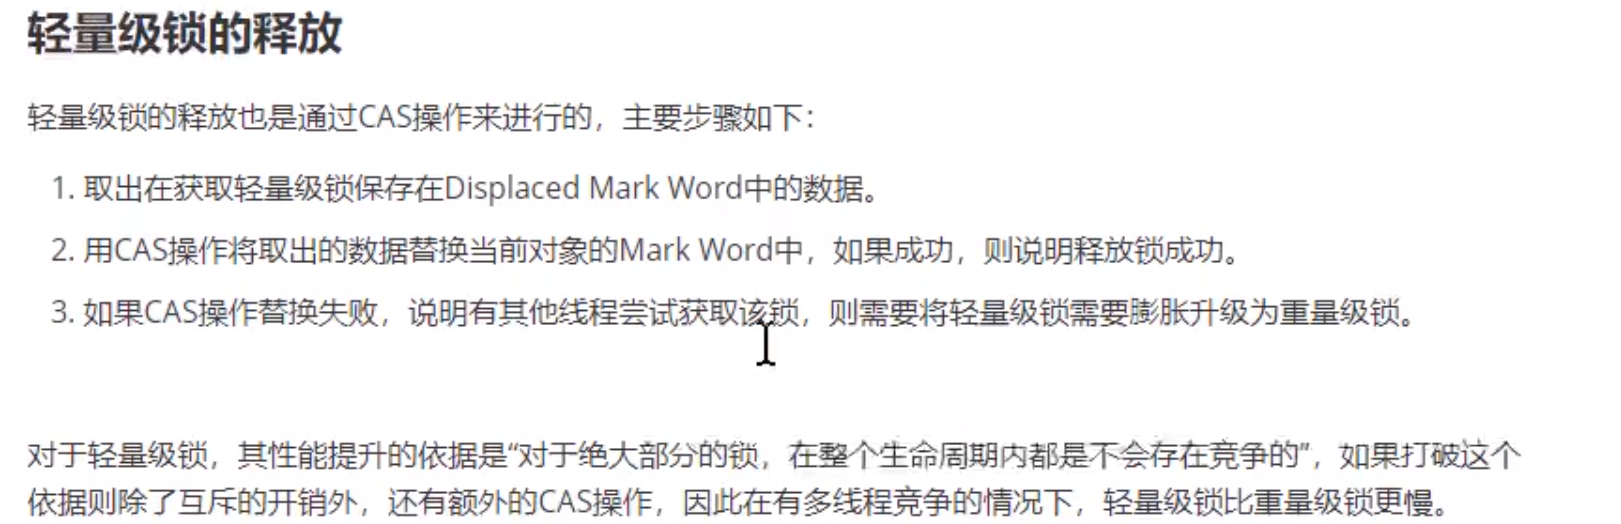 轻量级锁的释放
轻量级锁的释放也是通过CAS操作来进行的，主要步骤如下：
1. 取出在获取轻量级锁保存在Displaced Mark Word中的数据。
2. 用CAS操作将取出的数据替换当前对象的Mark Word中，如果成功，则说明释放锁成功。
3. 如果CAS操作替换失败，说明有其他线程尝试获取该锁，则需要将轻量级锁需要膨胀升级为重量级锁。
对于轻量级锁，其性能提升的依据是“对于绝大部分的锁，在整个生命周期内都是不会存在竞争的”，如果打破这个
依据则除了互斥的开销外，还有额外的CAS操作，因此在有多线程竞争的情况下，轻量级锁比重量级锁更慢。